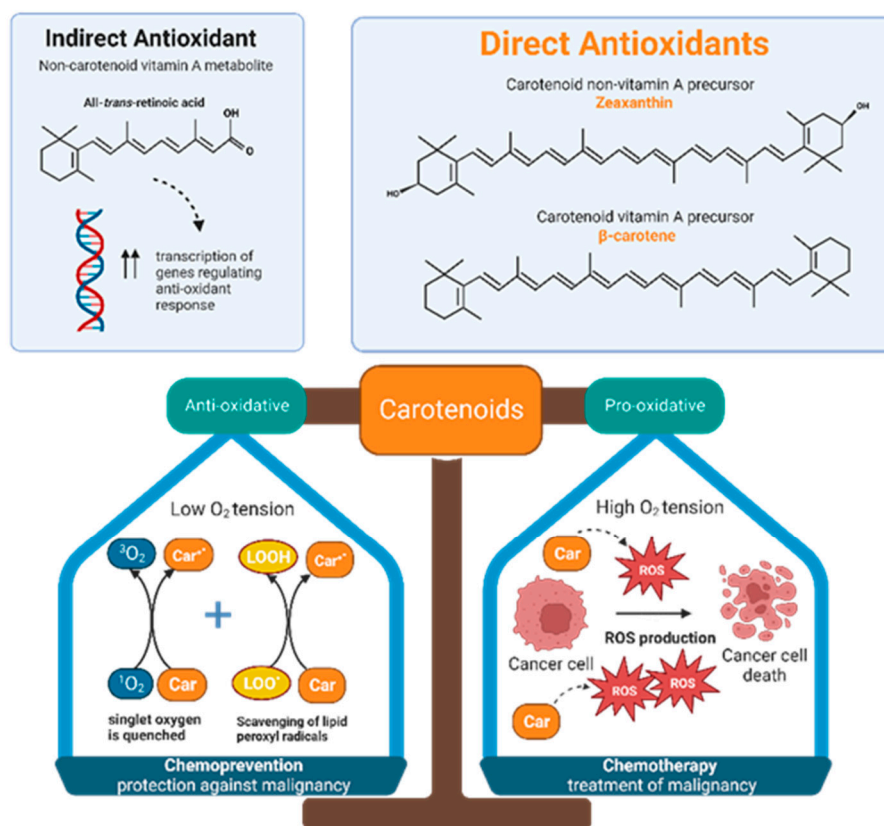 Indirect Antioxidant
Non-carotenoid vitamin A metabolite
All-trans-retinoic acid
OH
O
transcription of
genes regulating
anti-oxidant
response
Direct Antioxidants
Carotenoid non-vitamin A precursor
Zeaxanthin
OH
HO
Carotenoid vitamin A precursor
β-carotene
Anti-oxidative
Carotenoids
Pro-oxidative
Low O₂ tension
³O₂
Car•⁺
LOOH
Car•⁺
+
¹O₂
Car
LOO•
Car
singlet oxygen
is quenched
Scavenging of lipid
peroxyl radicals
Chemoprevention
protection against malignancy
High O₂ tension
Car
ROS
Cancer cell
ROS production
Cancer cell
death
Car
ROS
ROS
Chemotherapy
treatment of malignancy